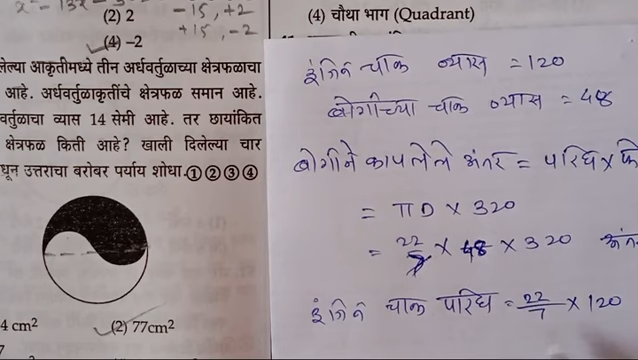 (2) 2
-15, +2
(4) -2
+15, -2
लेल्या आकृतीमध्ये तीन अर्धवर्तुळाच्या क्षेत्रफळाचा
आहे. अर्धवर्तुळाकृतींचे क्षेत्रफळ समान आहे.
वर्तुळाचा व्यास 14 सेमी आहे. तर छायांकित
क्षेत्रफळ किती आहे? खाली दिलेल्या चार
धून उत्तराचा बरोबर पर्याय शोधा.①②③④
4 cm²
(2) 77cm²
(4) चौथा भाग (Quadrant)
इंजिन चाक व्यास = 120
बोगीच्या चाक व्यास = 48
बोगीने कापलेले अंतर = परिघ x फे
= πD x 320
= 22/7 x 48 x 320 अंत
इंजिन चाक परिघ = 22/7 x 120